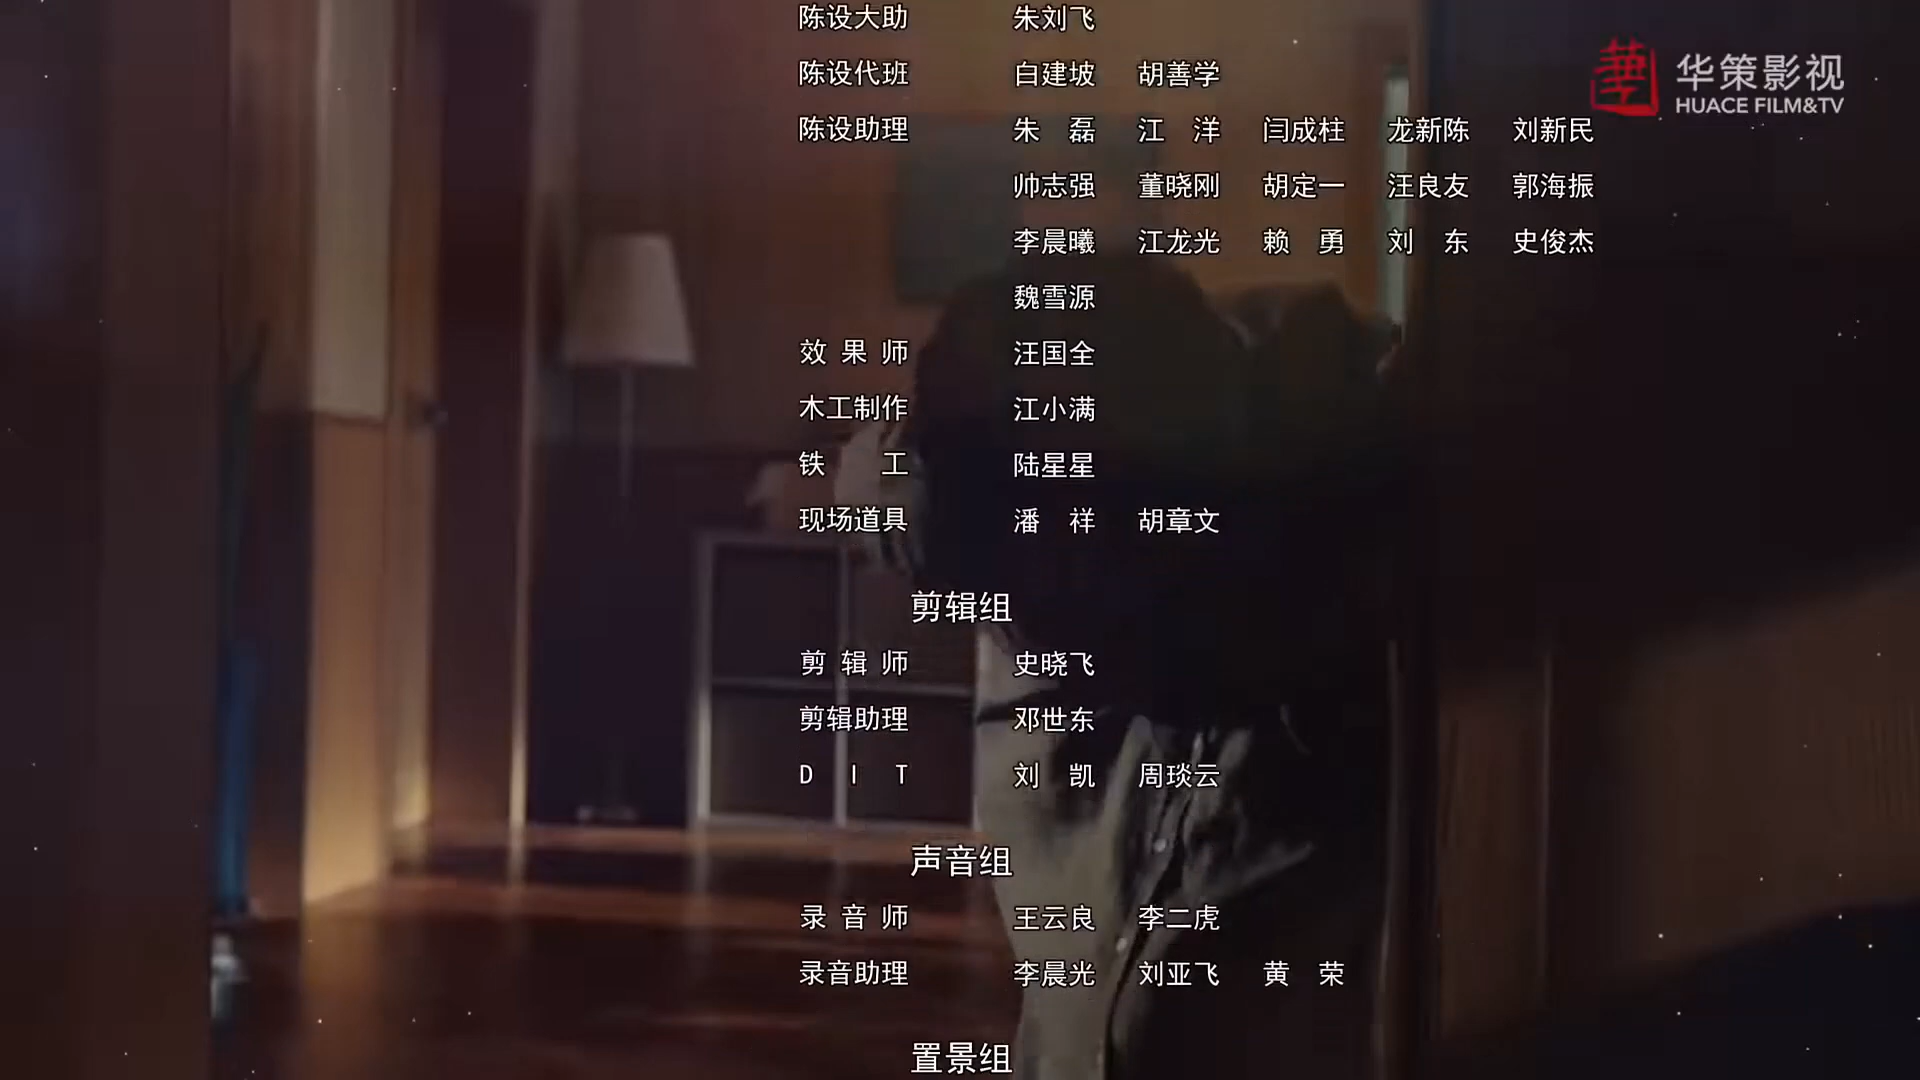 陈设大助 朱刘飞
华策影视
HUACE FILM&TV
陈设代班 白建坡 胡善学
陈设助理 朱磊 江洋 闫成柱 龙新陈 刘新民
帅志强 董晓刚 胡定一 汪良友 郭海振
李晨曦 江龙光 赖勇 刘东 史俊杰
魏雪源
效果师 汪国全
木工制作 江小满
铁工 陆星星
现场道具 潘祥 胡章文
剪辑组
剪辑师 史晓飞
剪辑助理 邓世东
DIT 刘凯 周琰云
声音组
录音师 王云良 李二虎
录音助理 李晨光 刘亚飞 黄荣
置景组